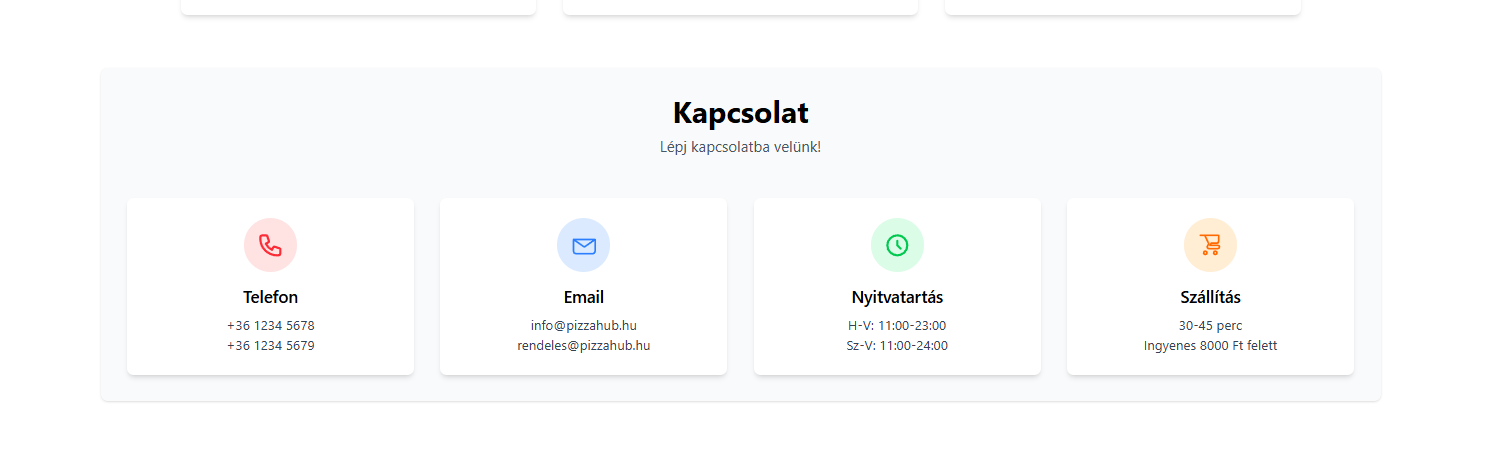 Kapcsolat
Lépj kapcsolatba velünk!
Telefon
+36 1234 5678
+36 1234 5679
Email
info@pizzahub.hu
rendeles@pizzahub.hu
Nyitvatartás
H-V: 11:00-23:00
Sz-V: 11:00-24:00
Szállítás
30-45 perc
Ingyenes 8000 Ft felett